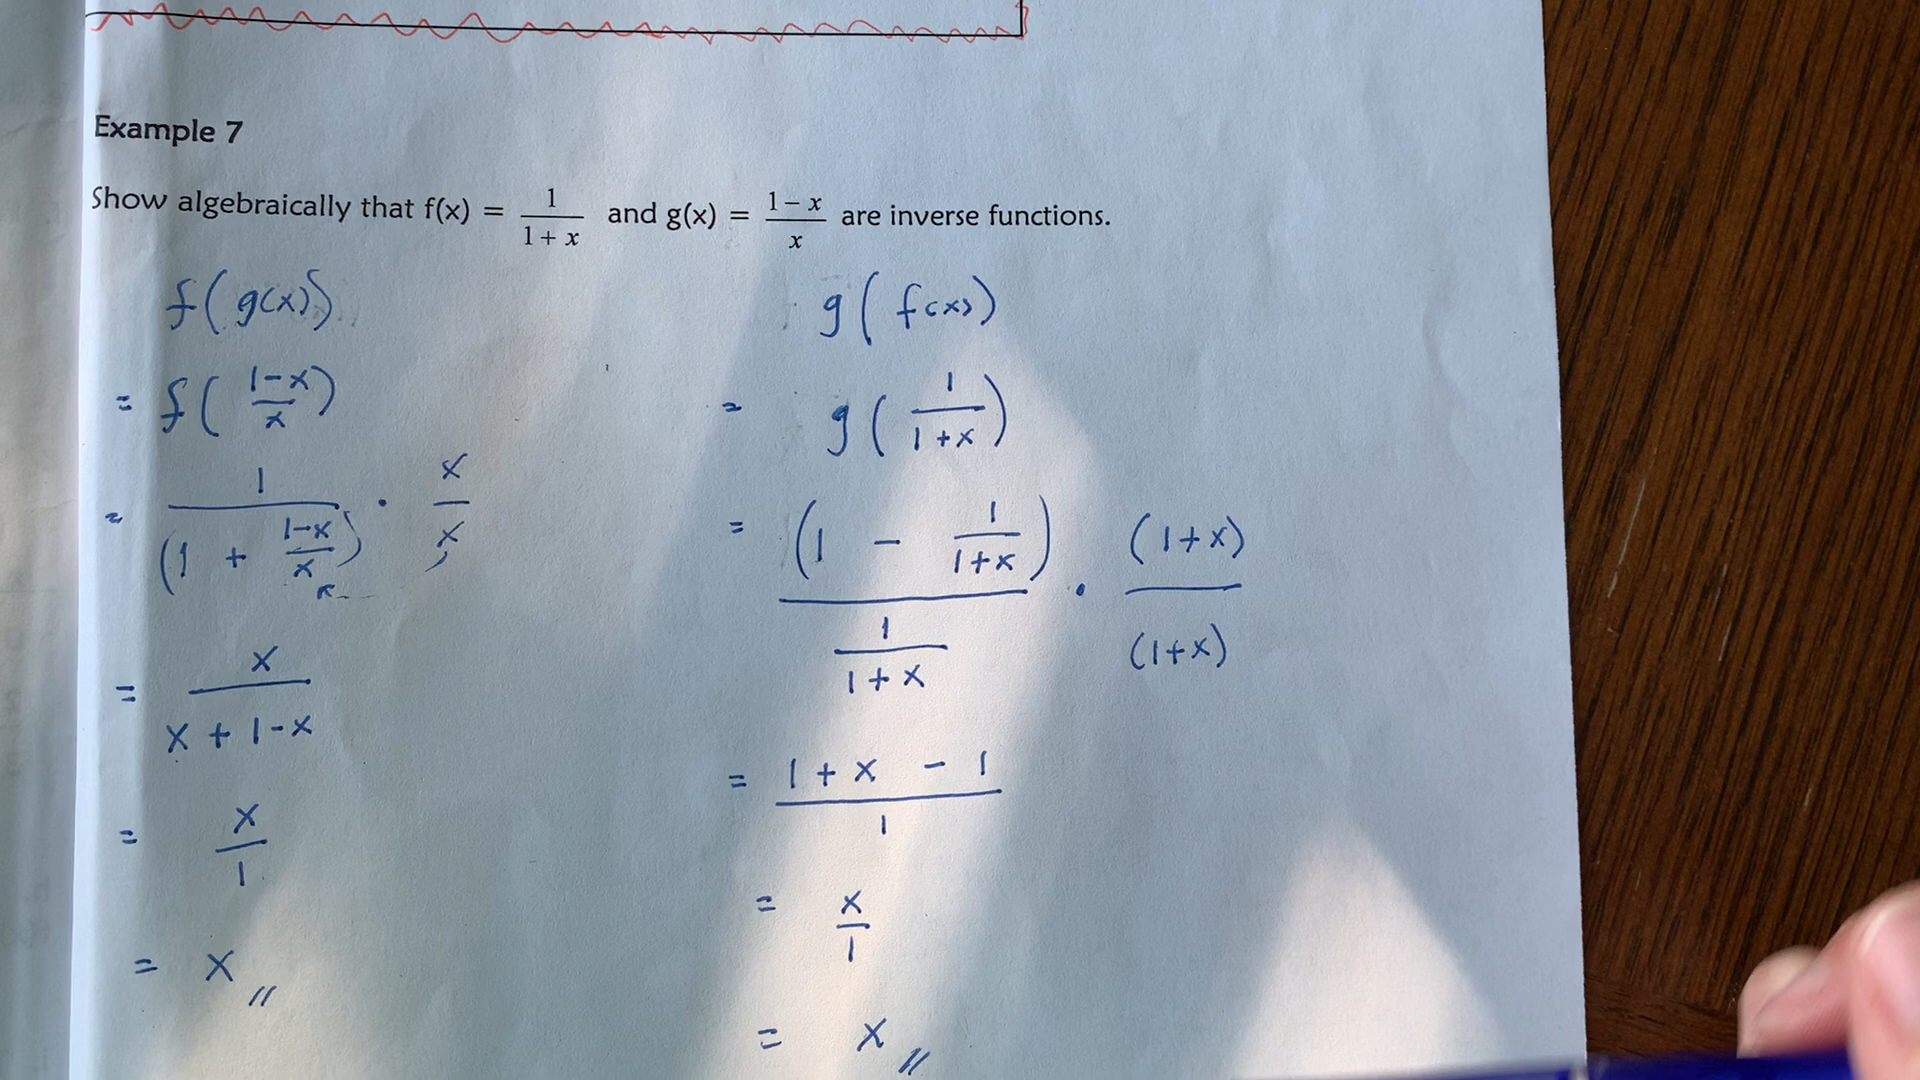 Example 7
Show algebraically that f(x) = 1/(1 + x) and g(x) = (1 − x)/x are inverse functions.
f(g(x))
= f((1-x)/x)
= 1/(1 + (1-x)/x) · x/x
= x/(x + 1-x)
= x/1
= x //
g(f(x))
= g(1/(1+x))
= (1 - 1/(1+x))/(1/(1+x)) · (1+x)/(1+x)
= (1+x - 1)/1
= x/1
= x //